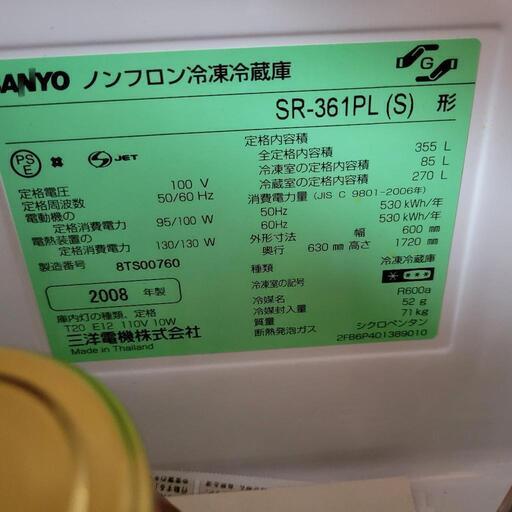 SANYO ノンフロン冷凍冷蔵庫
SR-361PL (S) 形
G
PS E JET
定格電圧 100 V
定格周波数 50/60 Hz
電動機の
定格消費電力 95/100 W
電熱装置の
定格消費電力 130/130 W
製造番号 8TS00760
2008 年製
庫内灯の種類、定格
T20 E12 110V 10W
三洋電機株式会社
Made in Thailand
定格内容積
全定格内容積 355 L
冷凍室の定格内容積 85 L
冷蔵室の定格内容積 270 L
消費電力量 (JIS C 9801-2006年)
50Hz 530 kWh/年
60Hz 530 kWh/年
外形寸法 幅 600 mm
奥行 630 mm 高さ 1720 mm
種類 冷凍冷蔵庫
冷凍室の記号
冷媒名 R600a
冷媒封入量 52 g
質量 71 kg
断熱発泡ガス シクロペンタン
2FB6P401389010